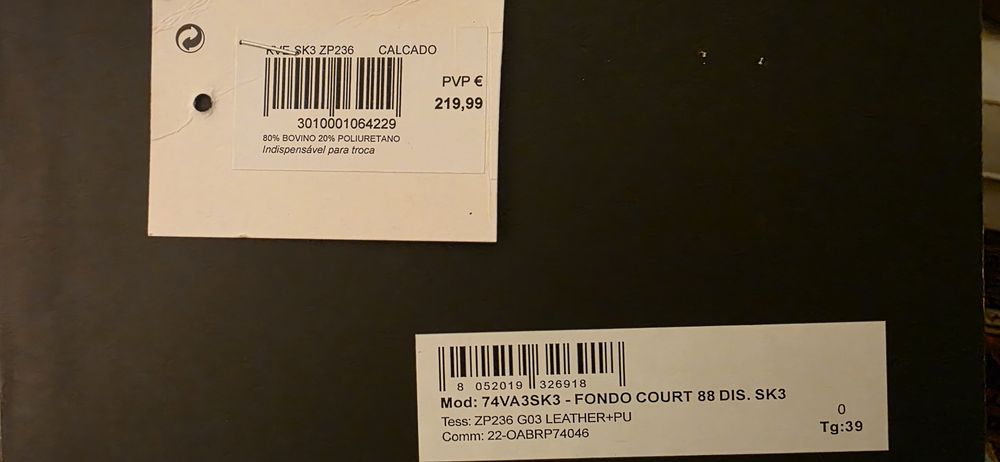 SK3 ZP236 CALCADO
PVP €
219,99
3010001064229
80% BOVINO 20% POLIURETANO
Indispensável para troca
8 052019 326918
Mod: 74VA3SK3 - FONDO COURT 88 DIS. SK3
Tess: ZP236 G03 LEATHER+PU
Comm: 22-OABRP74046
0
Tg:39